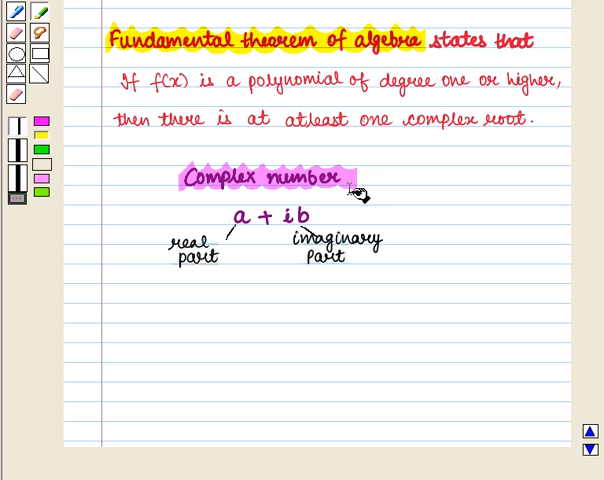 Fundamental theorem of algebra states that
If f(x) is a polynomial of degree one or higher,
then there is at atleast one complex root.
Complex number
a + ib
real imaginary
part Part